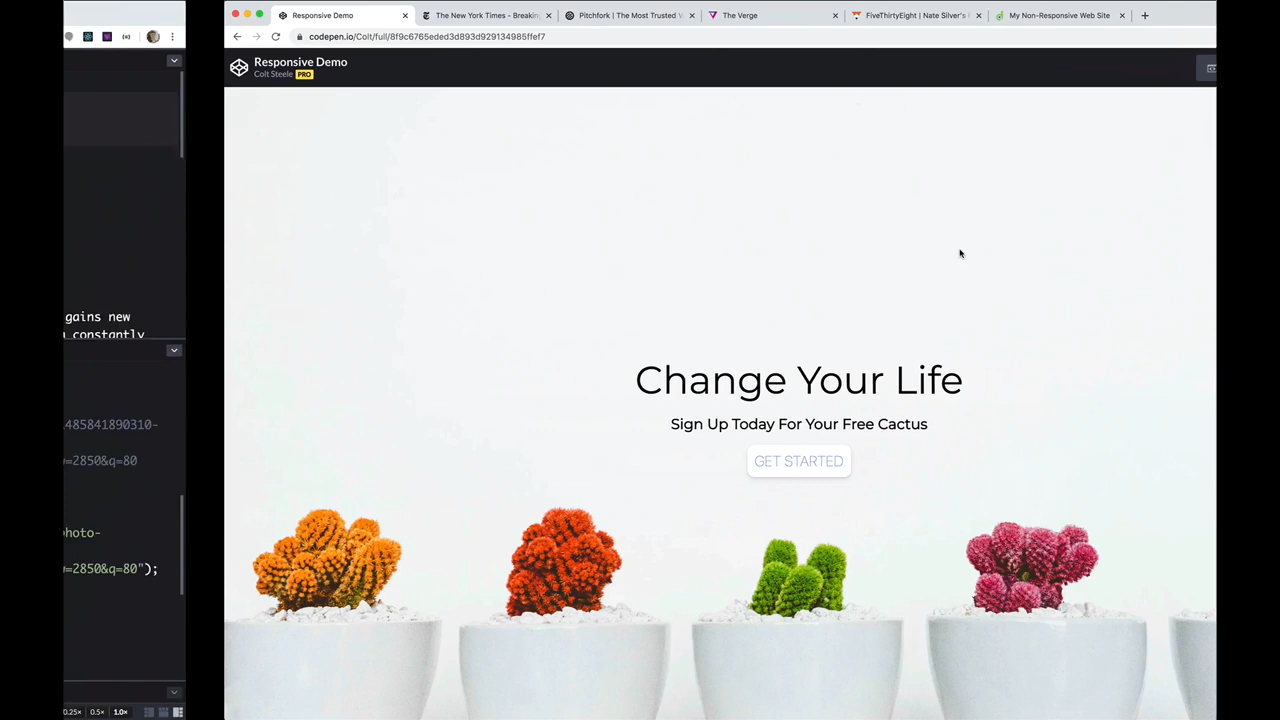 Responsive Demo
The New York Times - Breaking
Pitchfork | The Most Trusted V
The Verge
FiveThirtyEight | Nate Silver's
My Non-Responsive Web Site
codepen.io/Colt/full/8f9c6765eded3d893d929134985ffef7
Responsive Demo
Colt Steele PRO
gains new
constantly
485841890310-
=2850&q=80
hoto-
=2850&q=80");
0.25× 0.5× 1.0×
Change Your Life
Sign Up Today For Your Free Cactus
GET STARTED